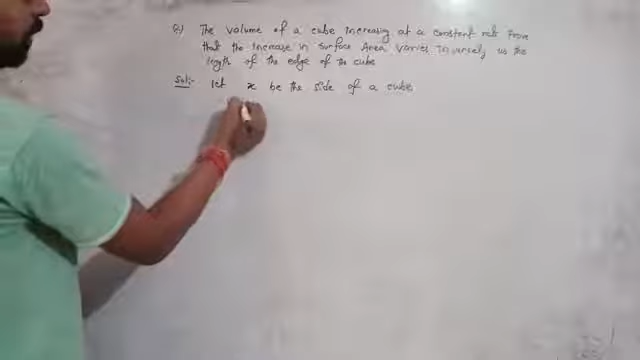 Q) The volume of a cube increasing at a constant rate Prove
that the increase in Surface Area varies inversely as the
length of the edge of the cube
Sol:- let x be the side of a cube